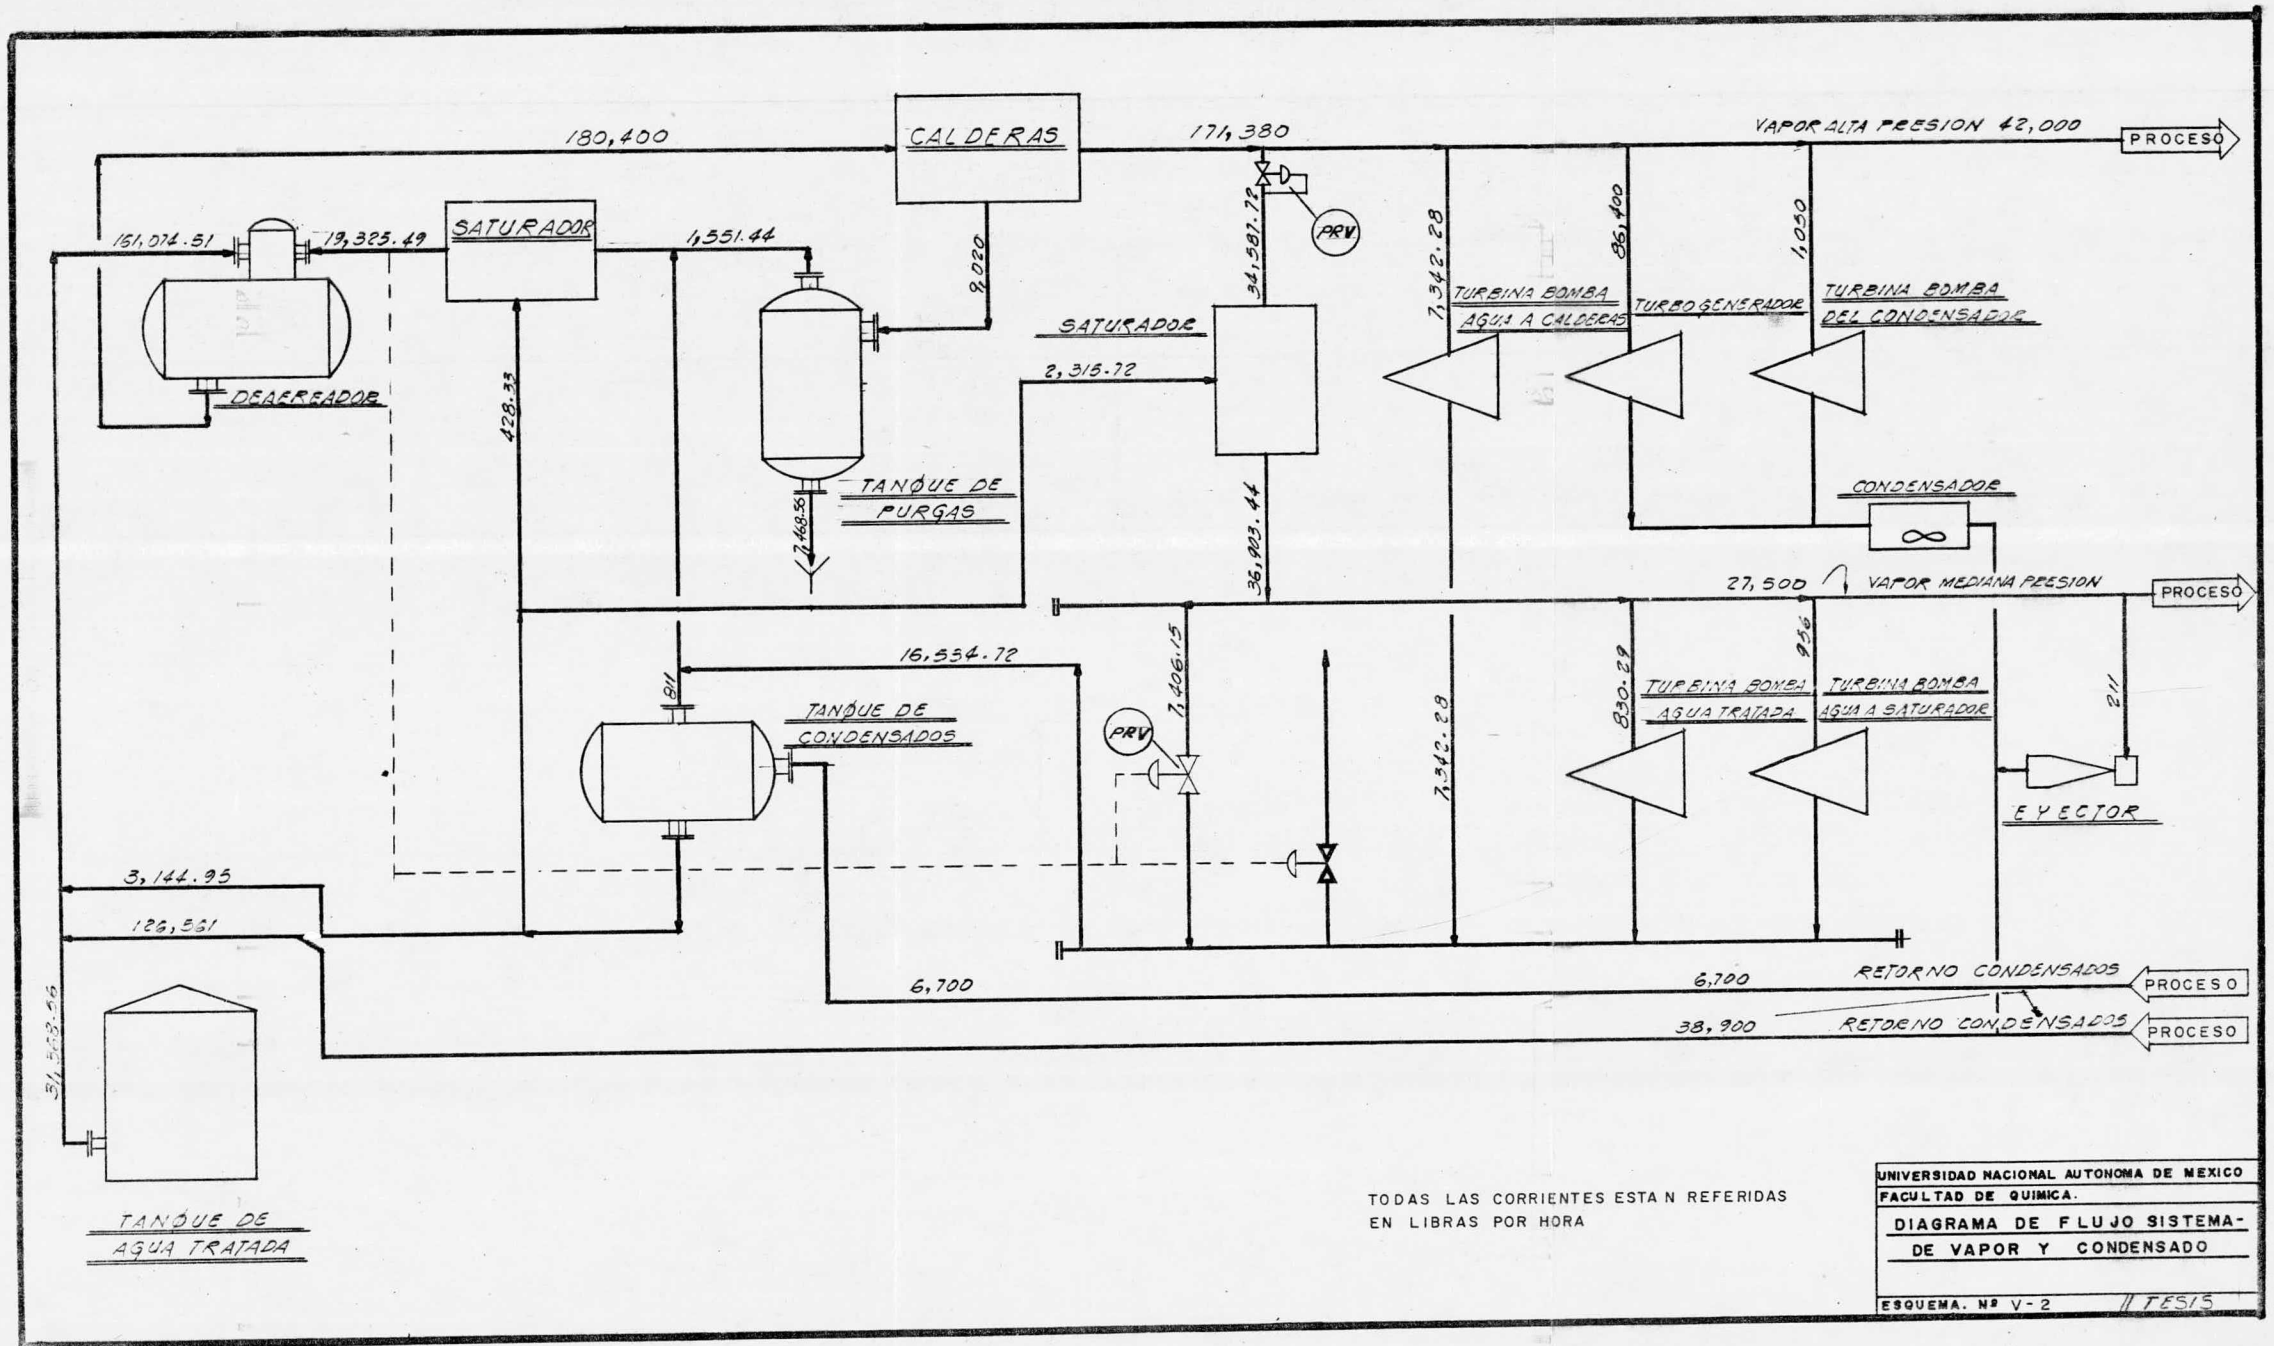 180,400
CALDERAS
171,380
VAPOR ALTA PRESION 42,000
PROCESO
161,074.51
19,325.49
SATURADOR
1,551.44
9,020
34,587.72
PRV
7,342.28
86,400
1,050
TURBINA BOMBA
AGUA A CALDERAS
TURBO GENERADOR
TURBINA BOMBA
DEL CONDENSADOR
SATURADOR
2,315.72
DEAEREADOR
428.33
TANQUE DE
PURGAS
7,468.56
36,903.44
CONDENSADOR
27,500
VAPOR MEDIANA PRESION
PROCESO
16,534.72
811
7,406.15
830.29
956
211
TANQUE DE
CONDENSADOS
PRV
7,342.28
TURBINA BOMBA
AGUA TRATADA
TURBINA BOMBA
AGUA A SATURADOR
EYECTOR
3,144.95
126,561
31,368.56
6,700
6,700
RETORNO CONDENSADOS
PROCESO
38,900
RETORNO CONDENSADOS
PROCESO
TANQUE DE
AGUA TRATADA
TODAS LAS CORRIENTES ESTAN REFERIDAS
EN LIBRAS POR HORA
UNIVERSIDAD NACIONAL AUTONOMA DE MEXICO
FACULTAD DE QUIMICA.
DIAGRAMA DE FLUJO SISTEMA-
DE VAPOR Y CONDENSADO
ESQUEMA. Nº V-2
TESIS